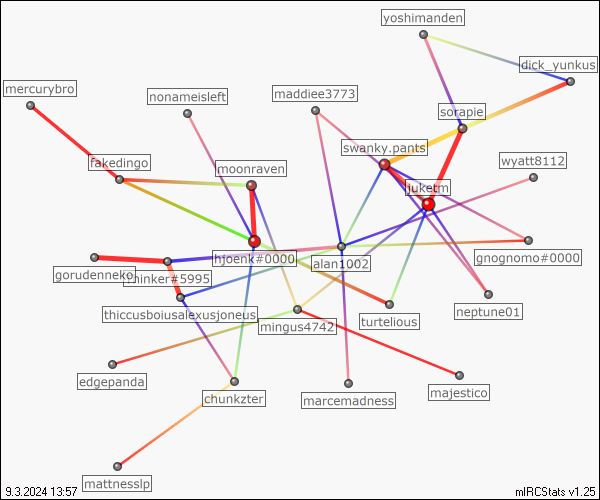 yoshimanden
dick_yunkus
mercurybro
nonameisleft
maddiee3773
sorapie
swanky.pants
wyatt8112
fakedingo
moonraven
juketm
hjoenk#0000
alan1002
gnognomo#0000
gorudenneko
thinker#5995
neptune01
thiccusboiusalexusjoneus
mingus4742
turtelious
edgepanda
chunkzter
marcemadness
majestico
mattnesslp
9.3.2024 13:57
mIRCStats v1.25